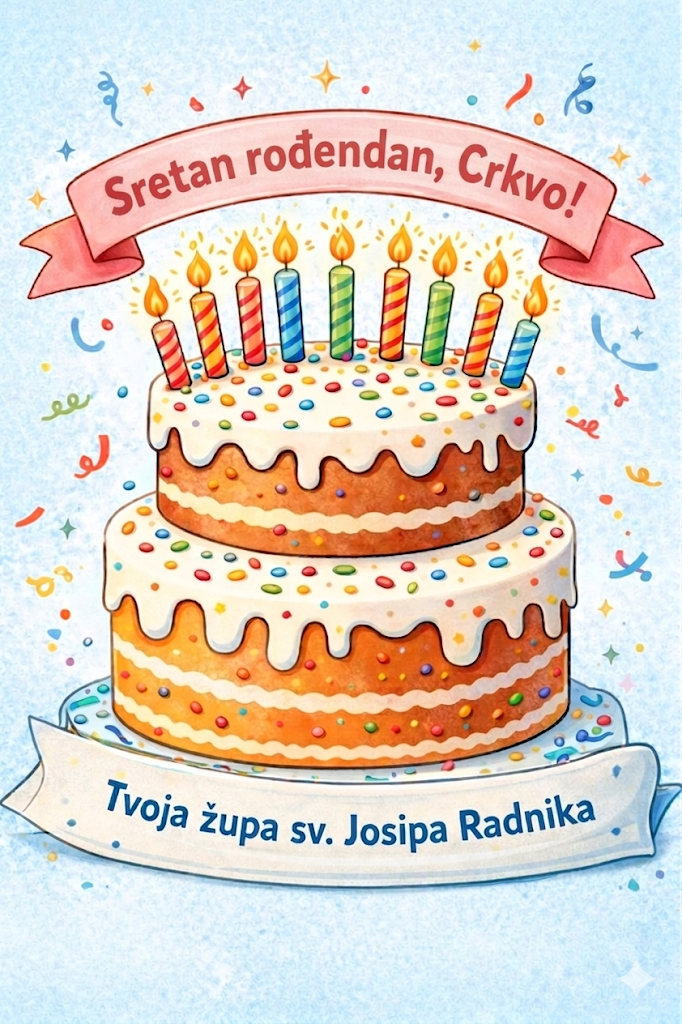 Sretan rođendan, Crkvo!
Tvoja župa sv. Josipa Radnika